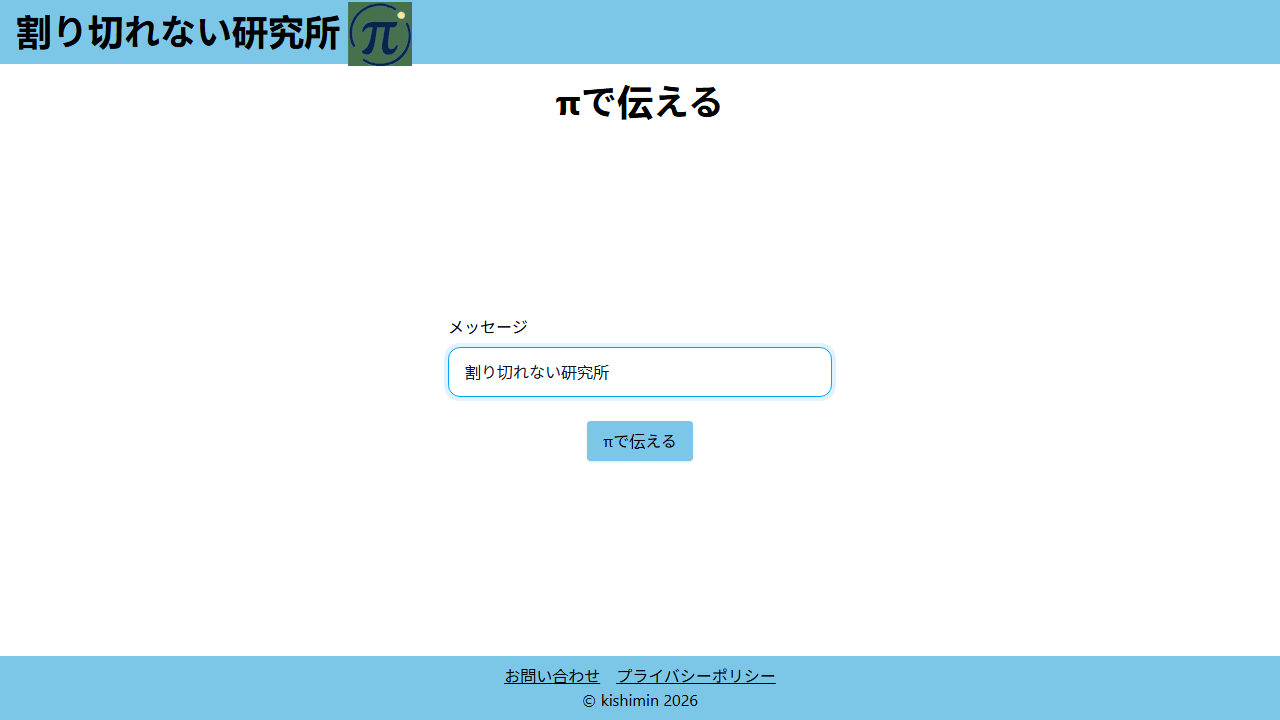 割り切れない研究所 π
πで伝える
メッセージ
割り切れない研究所
πで伝える
お問い合わせ プライバシーポリシー
© kishimin 2026